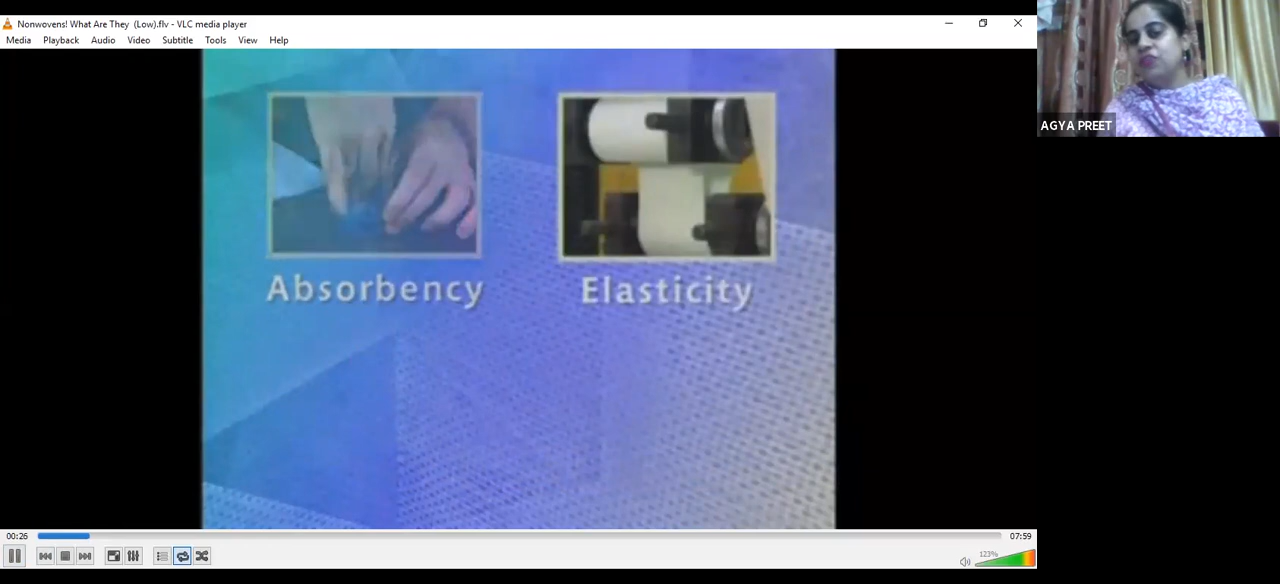 Nonwovens! What Are They (Low).flv - VLC media player
Media Playback Audio Video Subtitle Tools View Help
AGYA PREET
Absorbency
Elasticity
00:26
07:59
123%